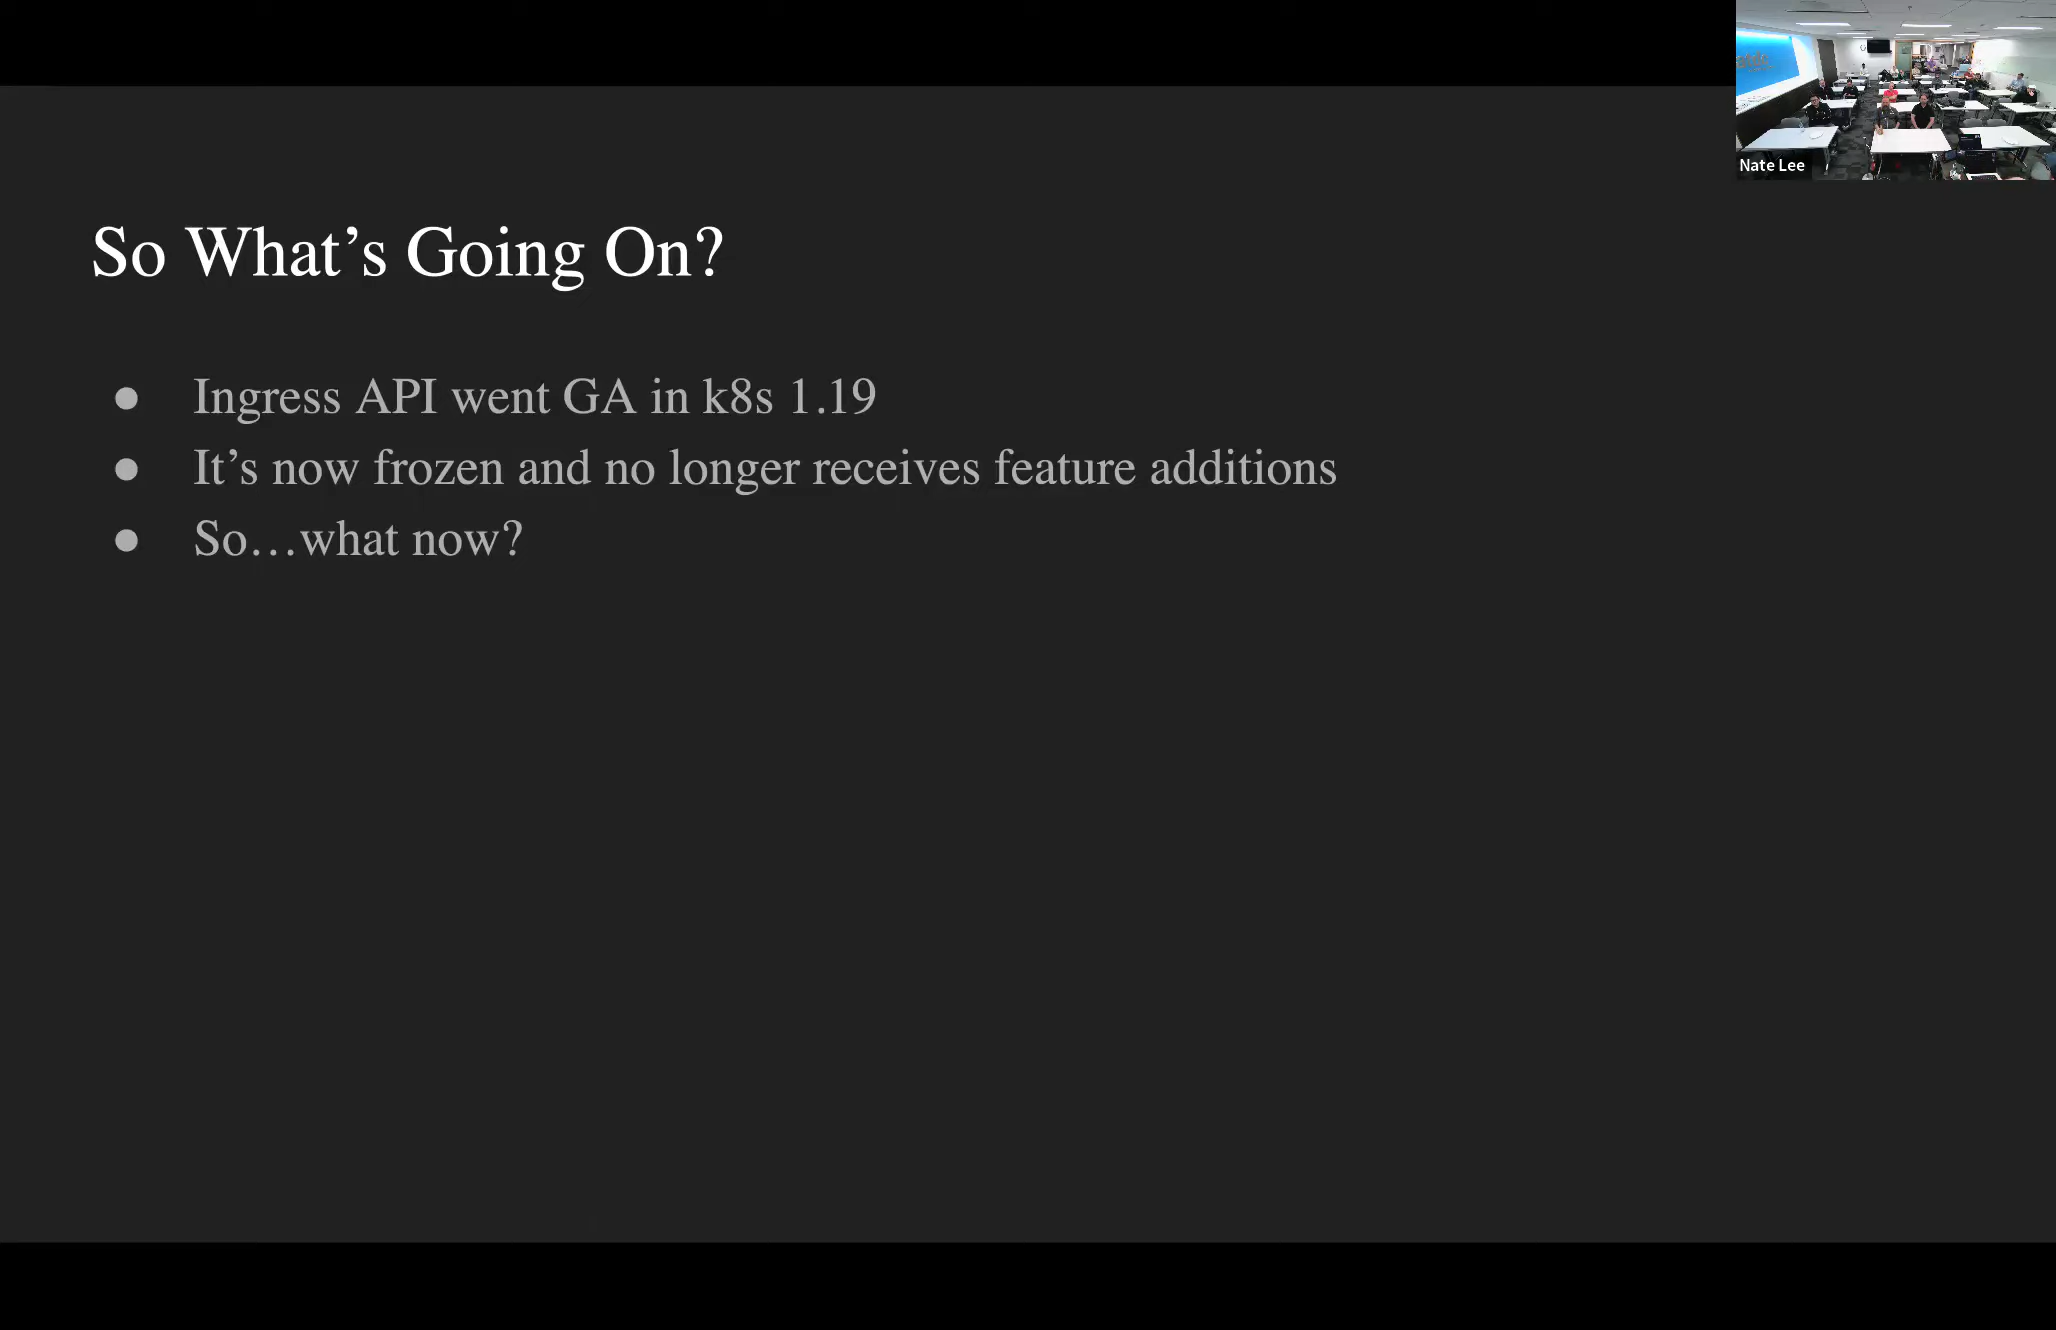 Nate Lee
So What’s Going On?
● Ingress API went GA in k8s 1.19
● It’s now frozen and no longer receives feature additions
● So…what now?